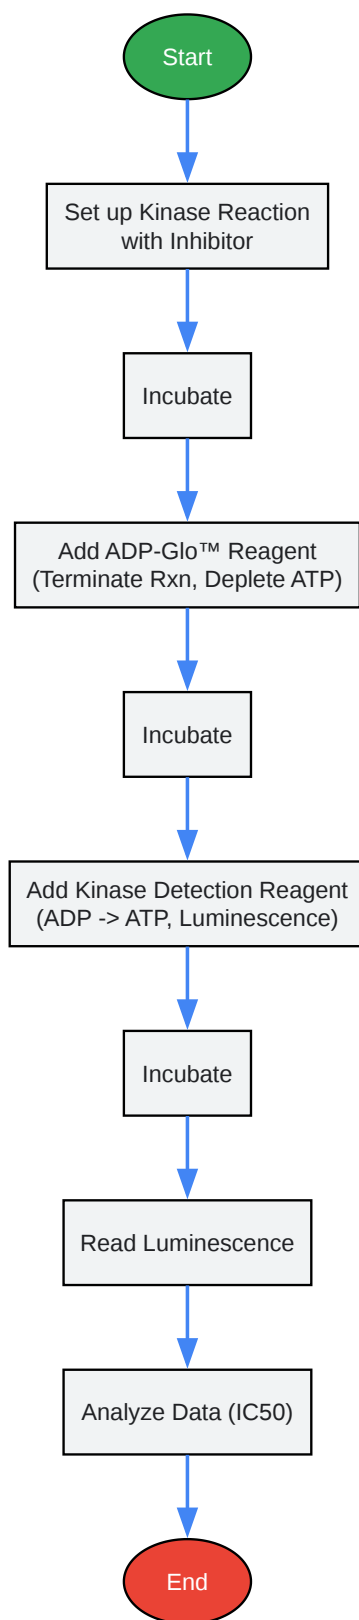 Start
Set up Kinase Reaction
with Inhibitor
Incubate
Add ADP-Glo™ Reagent
(Terminate Rxn, Deplete ATP)
Incubate
Add Kinase Detection Reagent
(ADP -> ATP, Luminescence)
Incubate
Read Luminescence
Analyze Data (IC50)
End